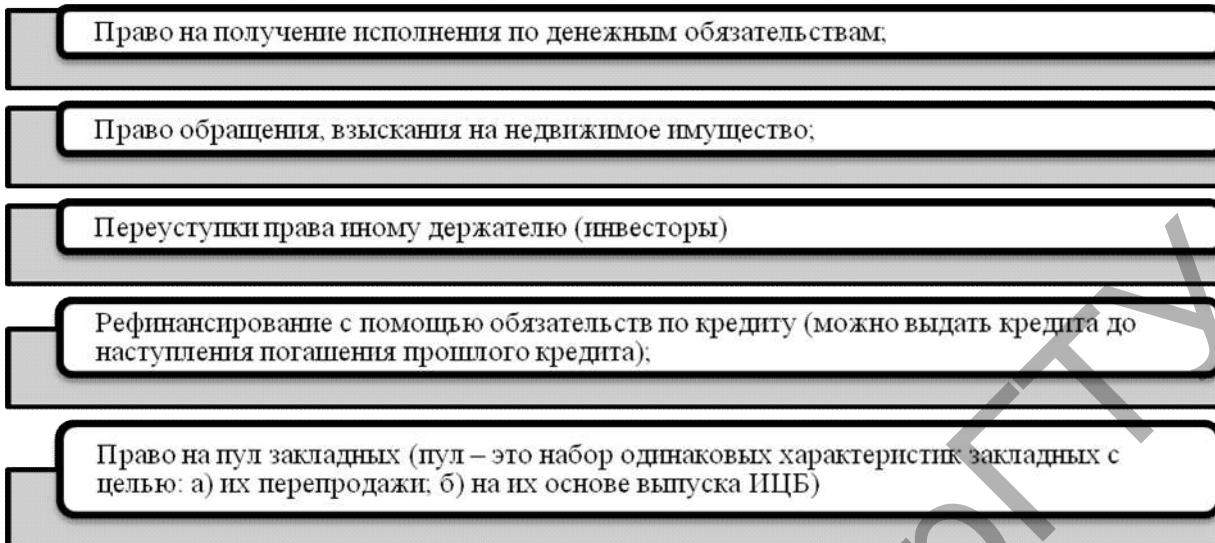 Право на получение исполнения по денежным обязательствам;
Право обращения, взыскания на недвижимое имущество;
Переуступки права иному держателю (инвесторы)
Рефинансирование с помощью обязательств по кредиту (можно выдать кредита до
наступления погашения прошлого кредита);
Право на пул закладных (пул – это набор одинаковых характеристик закладных с
целью: а) их перепродажи; б) на их основе выпуска ИЦБ)